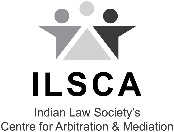 ILSCA
Indian Law Society's
Centre for Arbitration & Mediation